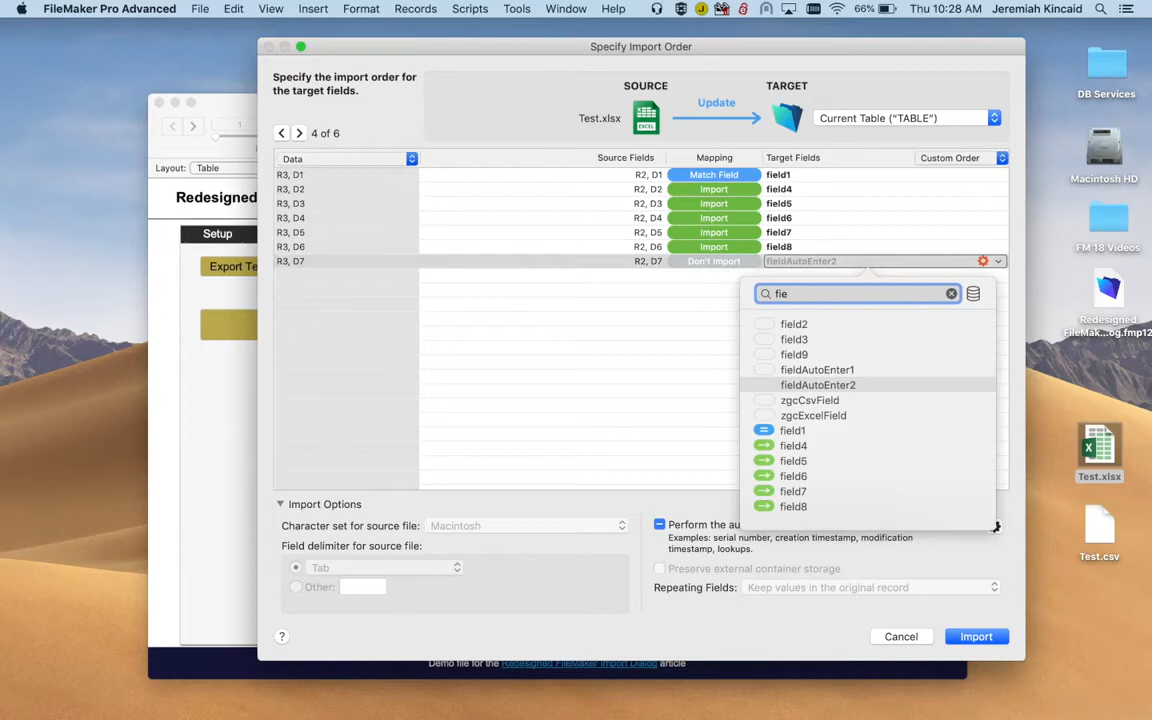 FileMaker Pro Advanced File Edit View Insert Format Records Scripts Tools Window Help 66% Thu 10:28 AM Jeremiah Kincaid
Specify Import Order
Specify the import order for
the target fields.
SOURCE TARGET
Test.xlsx EXCEL Update Current Table ("TABLE")
4 of 6
Data Source Fields Mapping Target Fields Custom Order
R3, D1 R2, D1 Match Field field1
R3, D2 R2, D2 Import field4
R3, D3 R2, D3 Import field5
R3, D4 R2, D4 Import field6
R3, D5 R2, D5 Import field7
R3, D6 R2, D6 Import field8
R3, D7 R2, D7 Don't Import fieldAutoEnter2
fie
field2
field3
field9
fieldAutoEnter1
fieldAutoEnter2
zgcCsvField
zgcExcelField
field1
field4
field5
field6
field7
field8
Import Options
Character set for source file: Macintosh
Field delimiter for source file:
Tab
Other:
Perform the au
Examples: serial number, creation timestamp, modification
timestamp, lookups.
Preserve external container storage
Repeating Fields: Keep values in the original record
? Cancel Import
1
Layout: Table
Redesigned
Setup
Export Te
Demo file for the Redesigned FileMaker Import Dialog article
DB Services
Macintosh HD
FM 18 Videos
Redesigned
FileMak...og.fmp12
Test.xlsx
Test.csv